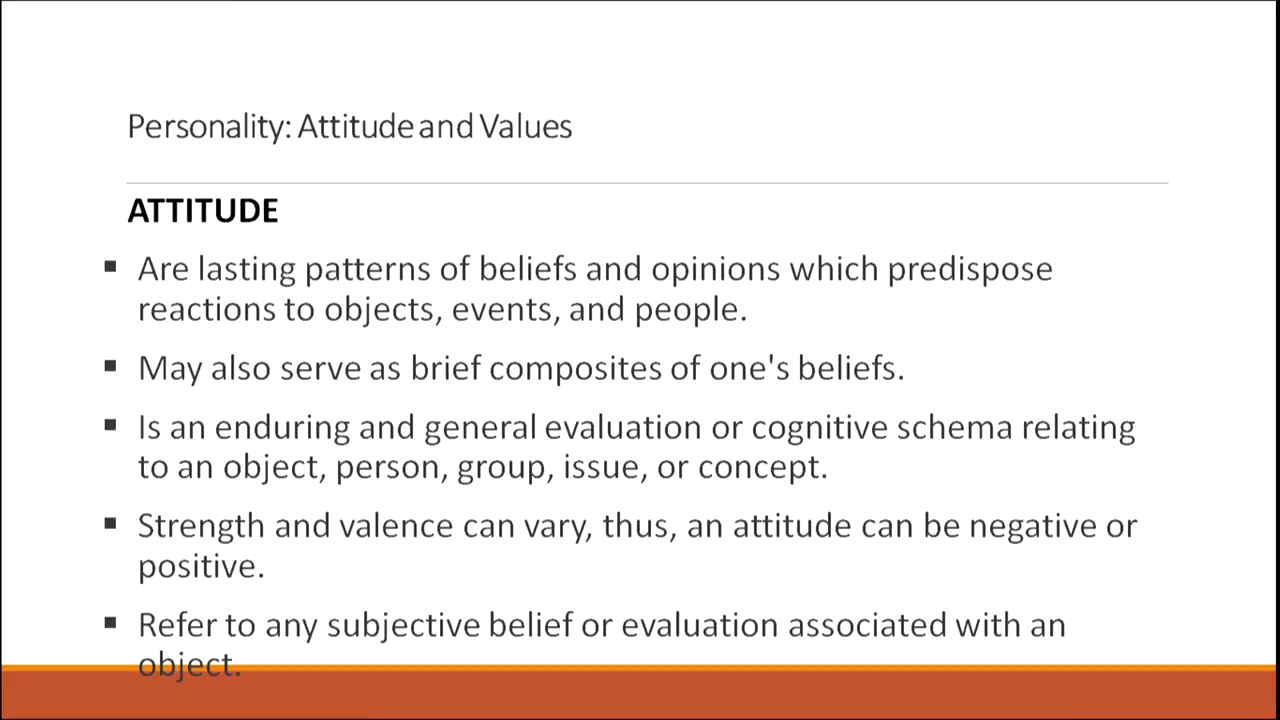 Personality: Attitude and Values
ATTITUDE
▪ Are lasting patterns of beliefs and opinions which predispose
reactions to objects, events, and people.
▪ May also serve as brief composites of one's beliefs.
▪ Is an enduring and general evaluation or cognitive schema relating
to an object, person, group, issue, or concept.
▪ Strength and valence can vary, thus, an attitude can be negative or
positive.
▪ Refer to any subjective belief or evaluation associated with an
object.